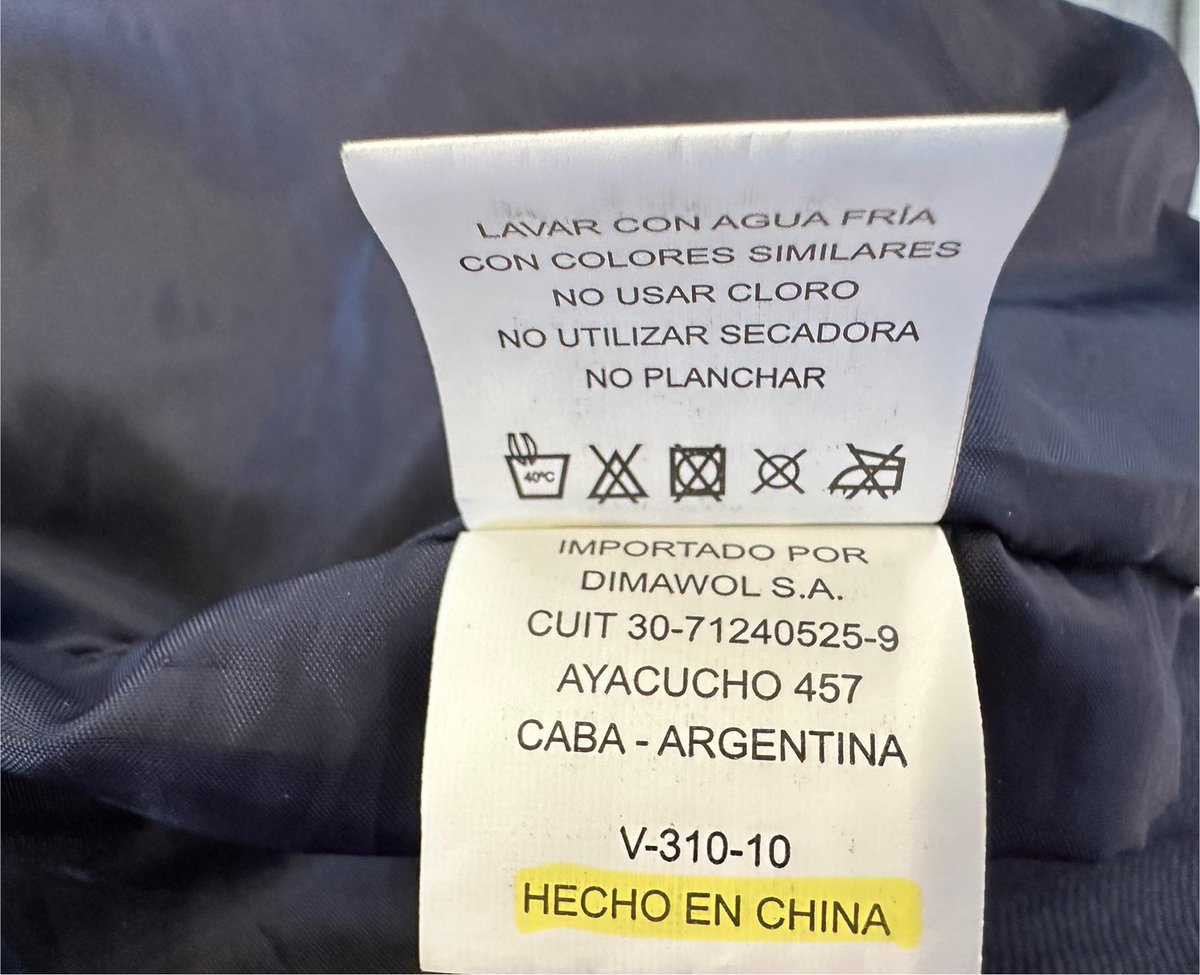 LAVAR CON AGUA FRÍA
CON COLORES SIMILARES
NO USAR CLORO
NO UTILIZAR SECADORA
NO PLANCHAR
40ºC
IMPORTADO POR
DIMAWOL S.A.
CUIT 30-71240525-9
AYACUCHO 457
CABA - ARGENTINA
V-310-10
HECHO EN CHINA